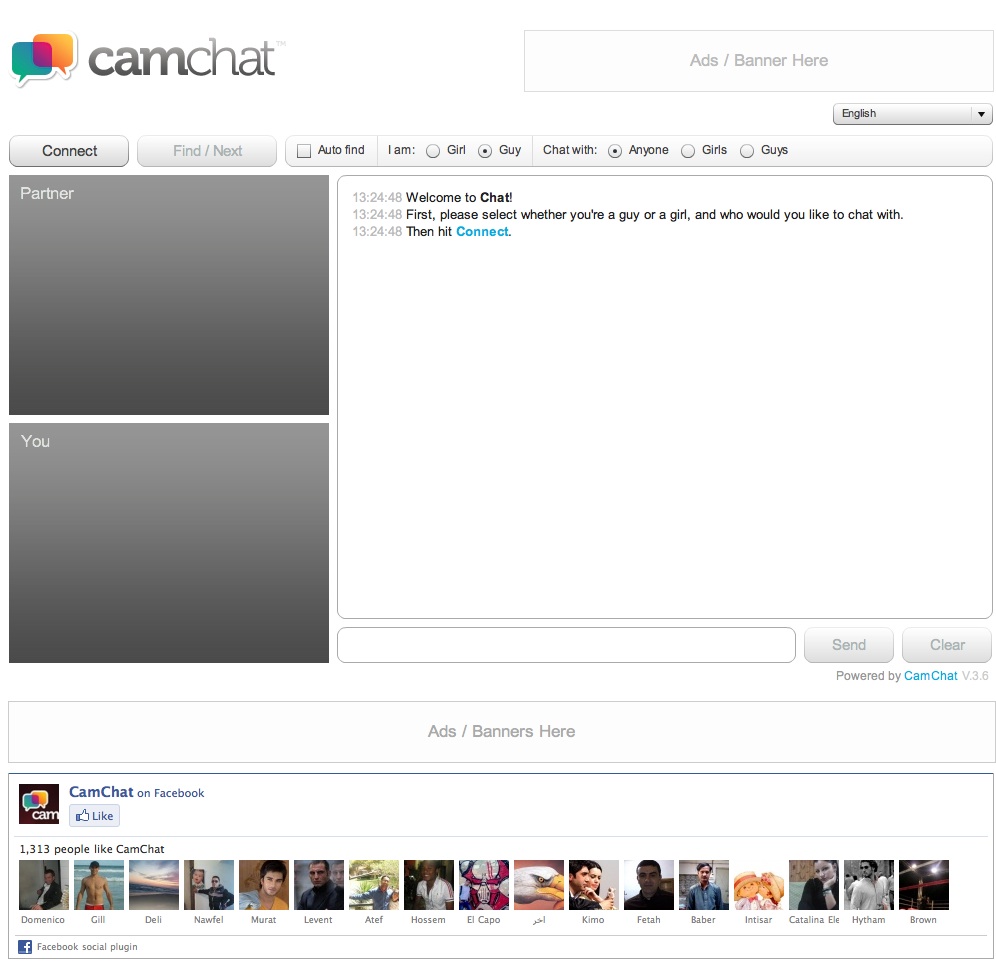 camchat™
Ads / Banner Here
English
Connect
Find / Next
Auto find
I am: Girl Guy
Chat with: Anyone Girls Guys
Partner
13:24:48 Welcome to Chat!
13:24:48 First, please select whether you're a guy or a girl, and who would you like to chat with.
13:24:48 Then hit Connect.
You
Send
Clear
Powered by CamChat V.3.6
Ads / Banners Here
cam
CamChat on Facebook
Like
1,313 people like CamChat
Domenico Gill Deli Nawfel Murat Levent Atef Hossem El Capo اخر Kimo Fetah Baber Intisar Catalina Ele Hytham Brown
Facebook social plugin